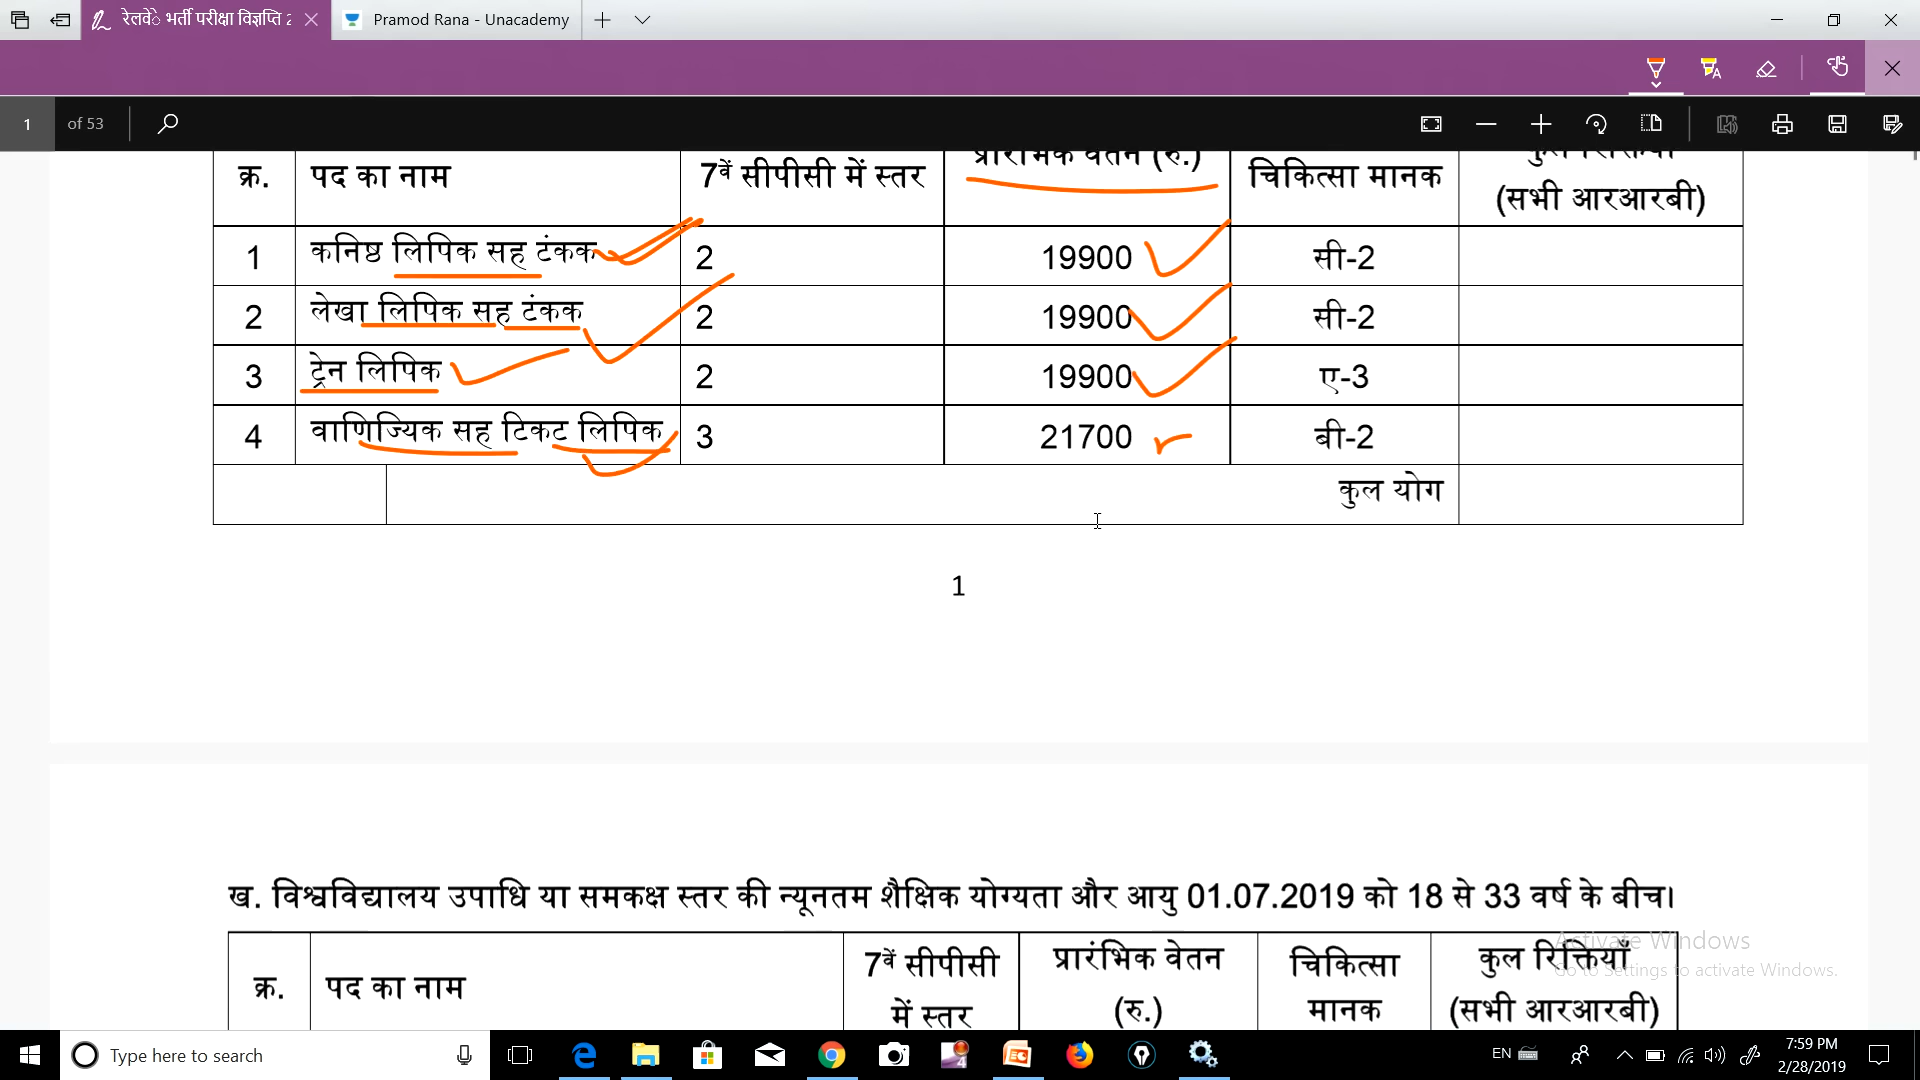 रेलवेे भर्ती परीक्षा विज्ञप्ति 2
Pramod Rana - Unacademy
1 of 53
क्र. पद का नाम 7वें सीपीसी में स्तर प्रारंभिक वेतन (रु.) चिकित्सा मानक कुल रिक्तियाँ
(सभी आरआरबी)
1 कनिष्ठ लिपिक सह टंकक 2 19900 सी-2
2 लेखा लिपिक सह टंकक 2 19900 सी-2
3 ट्रेन लिपिक 2 19900 ए-3
4 वाणिज्यिक सह टिकट लिपिक 3 21700 बी-2
कुल योग
1
ख. विश्वविद्यालय उपाधि या समकक्ष स्तर की न्यूनतम शैक्षिक योग्यता और आयु 01.07.2019 को 18 से 33 वर्ष के बीच।
क्र. पद का नाम 7वें सीपीसी में स्तर प्रारंभिक वेतन (रु.) चिकित्सा मानक कुल रिक्तियाँ (सभी आरआरबी)
Activate Windows
Go to Settings to activate Windows.
Type here to search
EN
7:59 PM
2/28/2019